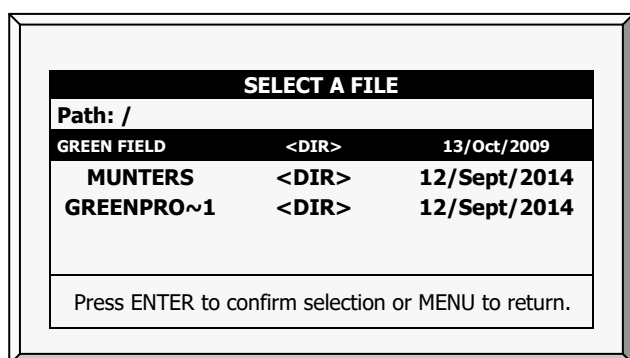 SELECT A FILE
Path: /
GREEN FIELD <DIR> 13/Oct/2009
MUNTERS <DIR> 12/Sept/2014
GREENPRO~1 <DIR> 12/Sept/2014
Press ENTER to confirm selection or MENU to return.